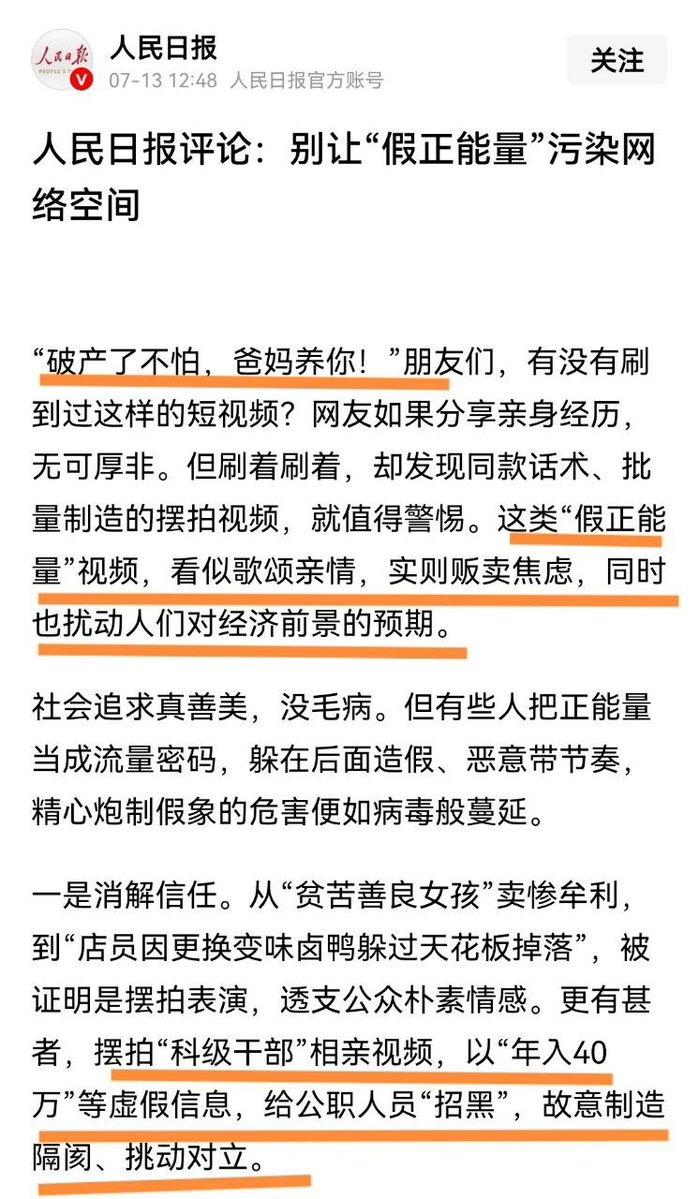 人民日报
PEOPLE'S
V
人民日报
07-13 12:48 人民日报官方账号
关注
人民日报评论：别让“假正能量”污染网
络空间
“破产了不怕，爸妈养你！”朋友们，有没有刷
到过这样的短视频？网友如果分享亲身经历，
无可厚非。但刷着刷着，却发现同款话术、批
量制造的摆拍视频，就值得警惕。这类“假正能
量”视频，看似歌颂亲情，实则贩卖焦虑，同时
也扰动人们对经济前景的预期。
社会追求真善美，没毛病。但有些人把正能量
当成流量密码，躲在后面造假、恶意带节奏，
精心炮制假象的危害便如病毒般蔓延。
一是消解信任。从“贫苦善良女孩”卖惨牟利，
到“店员因更换变味卤鸭躲过天花板掉落”，被
证明是摆拍表演，透支公众朴素情感。更有甚
者，摆拍“科级干部”相亲视频，以“年入40
万”等虚假信息，给公职人员“招黑”，故意制造
隔阂、挑动对立。